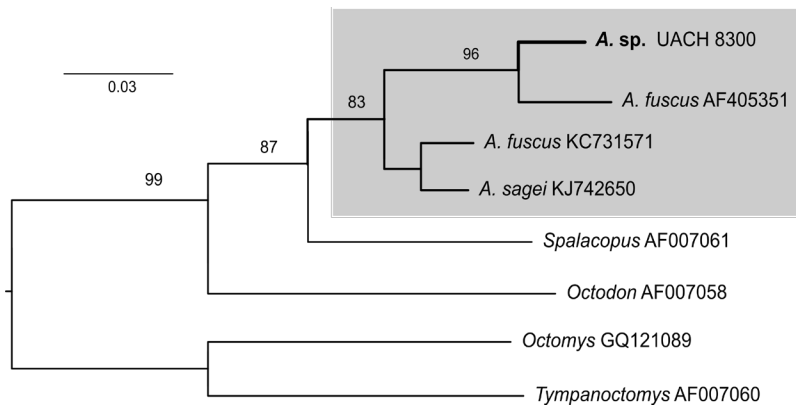 96
A. sp. UACH 8300
0.03
83
A. fuscus AF405351
87
A. fuscus KC731571
99
A. sagei KJ742650
Spalacopus AF007061
Octodon AF007058
Octomys GQ121089
Tympanoctomys AF007060